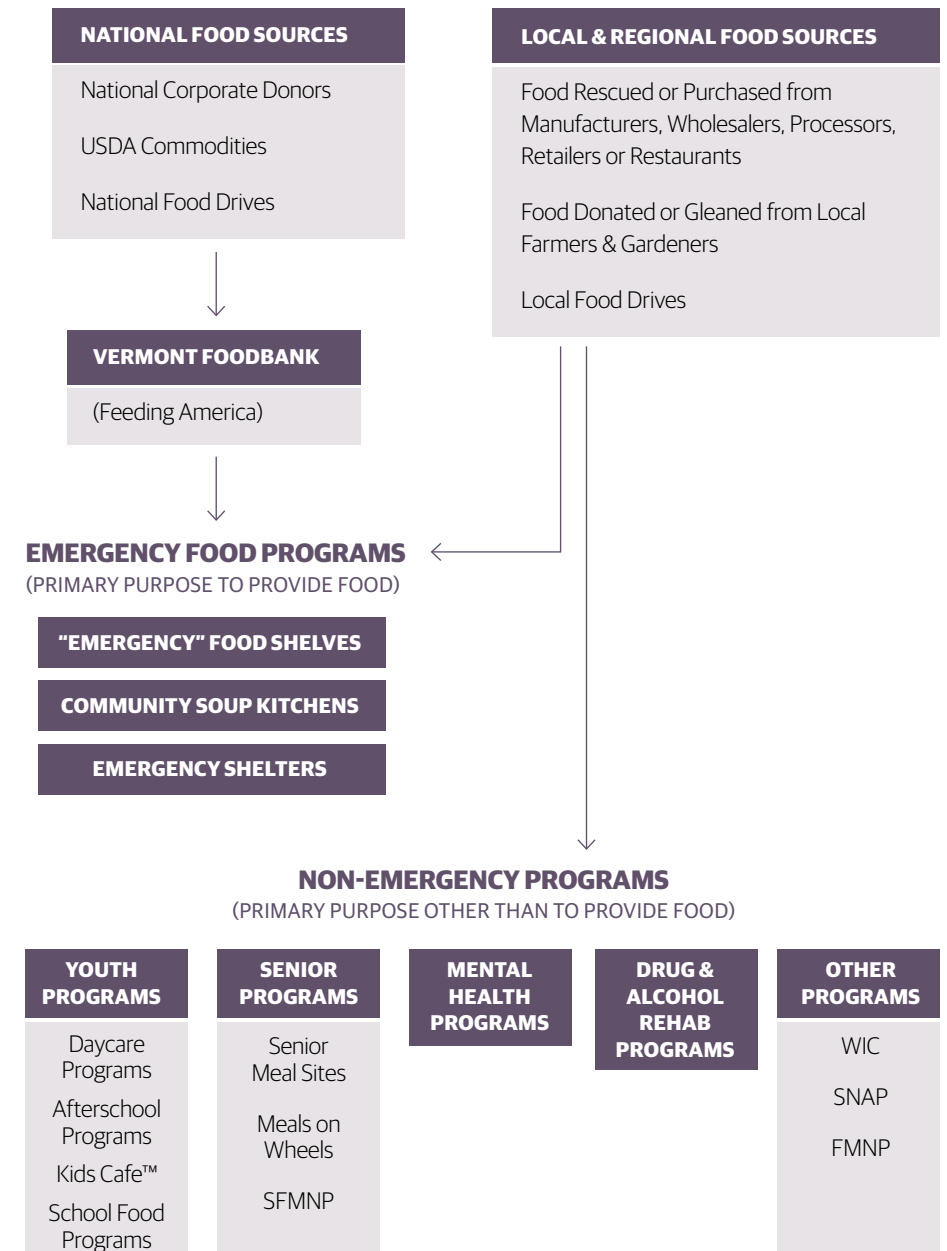 NATIONAL FOOD SOURCES
National Corporate Donors
USDA Commodities
National Food Drives
LOCAL & REGIONAL FOOD SOURCES
Food Rescued or Purchased from
Manufacturers, Wholesalers, Processors,
Retailers or Restaurants
Food Donated or Gleaned from Local
Farmers & Gardeners
Local Food Drives
VERMONT FOODBANK
(Feeding America)
EMERGENCY FOOD PROGRAMS
(PRIMARY PURPOSE TO PROVIDE FOOD)
“EMERGENCY” FOOD SHELVES
COMMUNITY SOUP KITCHENS
EMERGENCY SHELTERS
NON-EMERGENCY PROGRAMS
(PRIMARY PURPOSE OTHER THAN TO PROVIDE FOOD)
YOUTH
PROGRAMS
Daycare
Programs
Afterschool
Programs
Kids Cafe™
School Food
Programs
SENIOR
PROGRAMS
Senior
Meal Sites
Meals on
Wheels
SFMNP
MENTAL
HEALTH
PROGRAMS
DRUG &
ALCOHOL
REHAB
PROGRAMS
OTHER
PROGRAMS
WIC
SNAP
FMNP